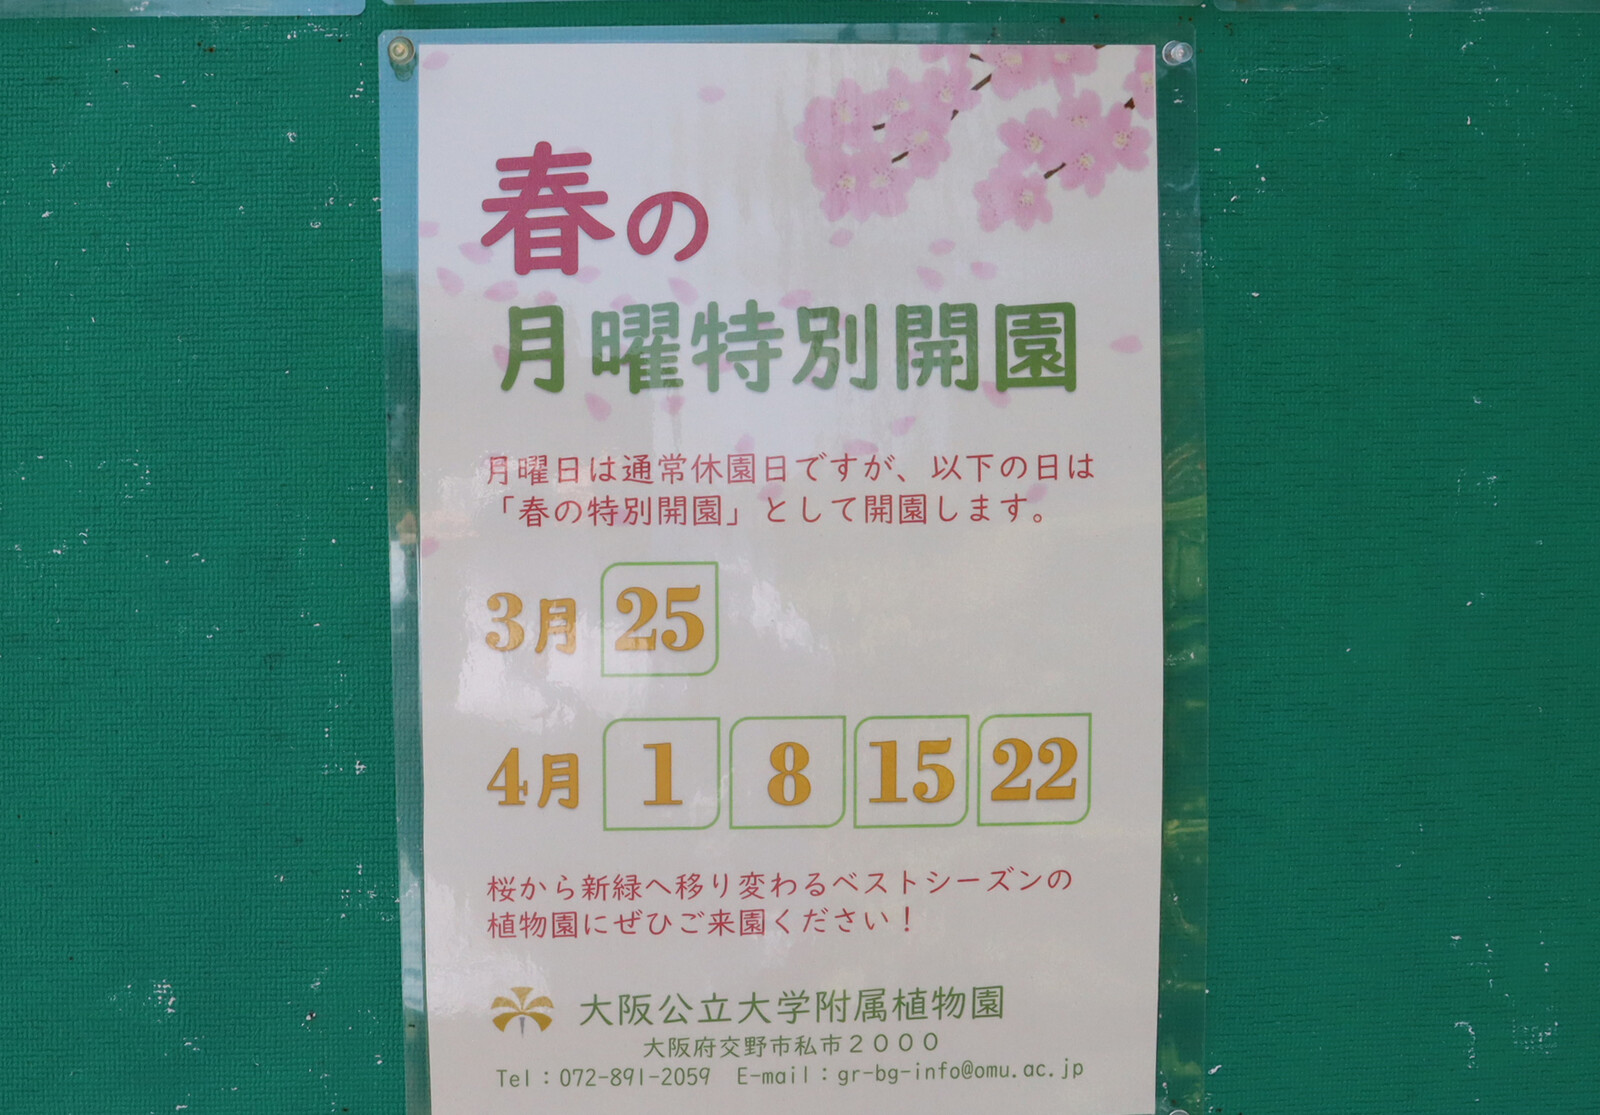 春の
月曜特別開園
月曜日は通常休園日ですが、以下の日は
「春の特別開園」として開園します。
3月 25
4月 1 8 15 22
桜から新緑へ移り変わるベストシーズンの
植物園にぜひご来園ください！
大阪公立大学附属植物園
大阪府交野市私市２０００
Tel：072-891-2059 E-mail：gr-bg-info@omu.ac.jp